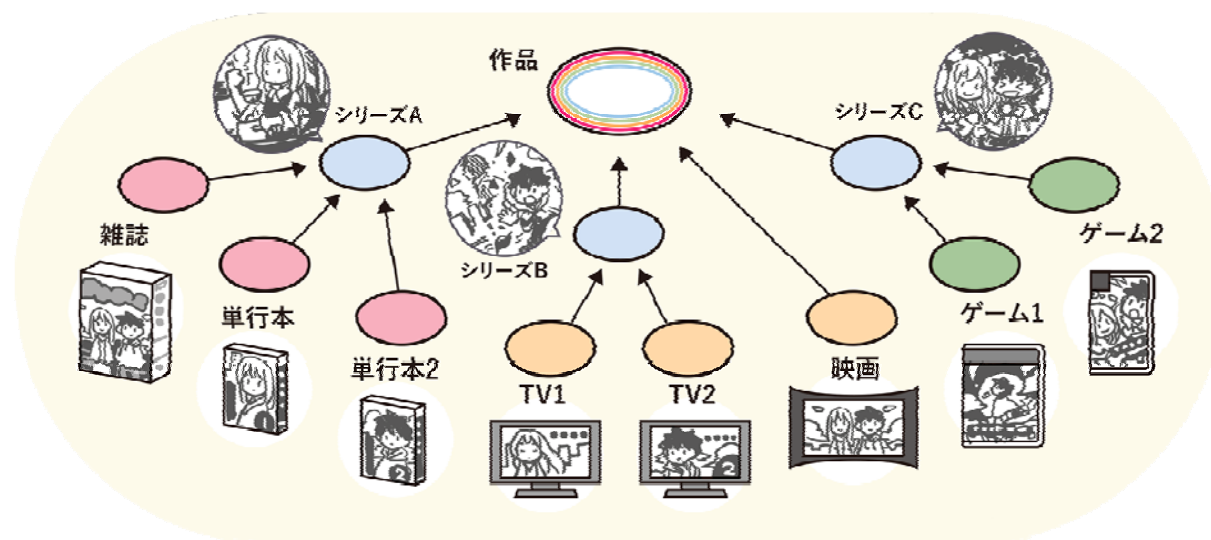 作品
シリーズA
シリーズC
雑誌
シリーズB
ゲーム2
単行本
ゲーム1
単行本2
TV1
TV2
映画